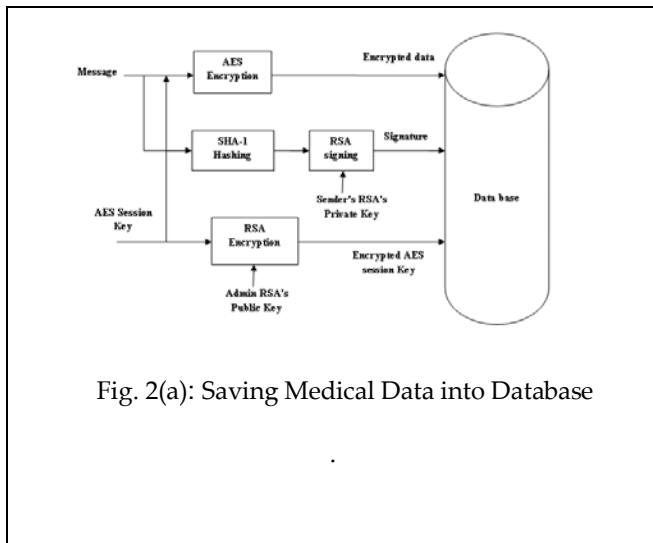 Message
AES
Encryption
Encrypted data
SHA-1
Hashing
RSA
signing
Signature
Sender's RSA's
Private Key
Data base
AES Session
Key
RSA
Encryption
Encrypted AES
session Key
Admin RSA's
Public Key
Fig. 2(a): Saving Medical Data into Database
.